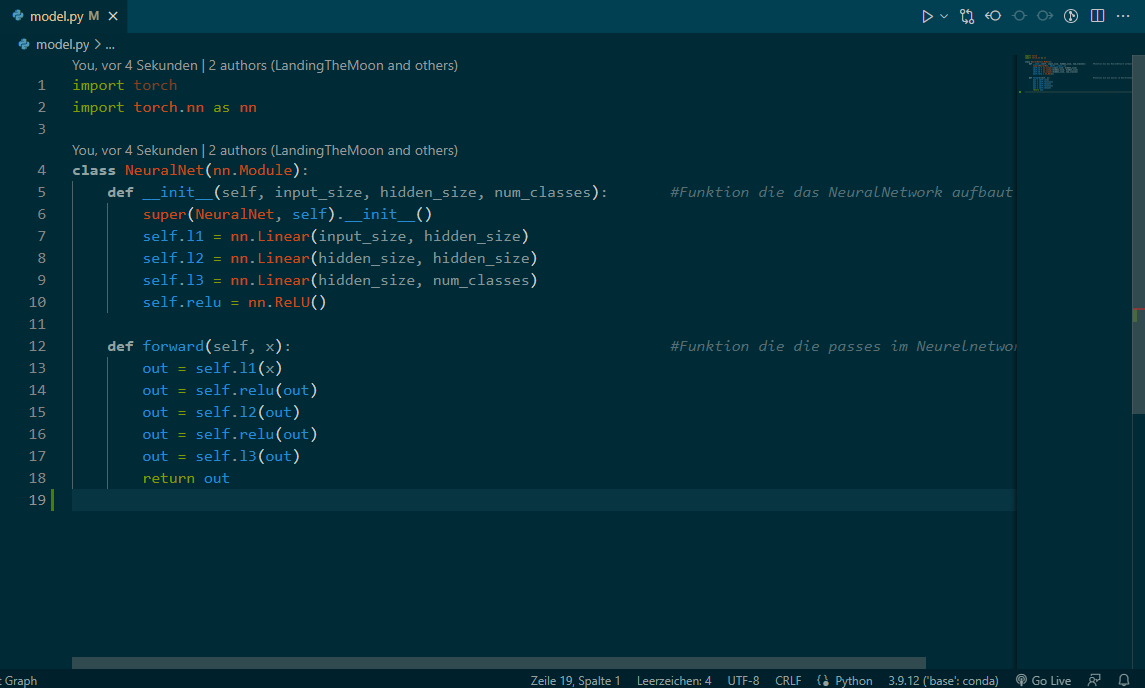 model.py M
model.py > ...
You, vor 4 Sekunden | 2 authors (LandingTheMoon and others)
1 import torch
2 import torch.nn as nn
3
You, vor 4 Sekunden | 2 authors (LandingTheMoon and others)
4 class NeuralNet(nn.Module):
5 def __init__(self, input_size, hidden_size, num_classes): #Funktion die das NeuralNetwork aufbaut
6 super(NeuralNet, self).__init__()
7 self.l1 = nn.Linear(input_size, hidden_size)
8 self.l2 = nn.Linear(hidden_size, hidden_size)
9 self.l3 = nn.Linear(hidden_size, num_classes)
10 self.relu = nn.ReLU()
11
12 def forward(self, x): #Funktion die die passes im Neurelnetwor
13 out = self.l1(x)
14 out = self.relu(out)
15 out = self.l2(out)
16 out = self.relu(out)
17 out = self.l3(out)
18 return out
19
Graph Zeile 19, Spalte 1 Leerzeichen: 4 UTF-8 CRLF Python 3.9.12 ('base': conda) Go Live